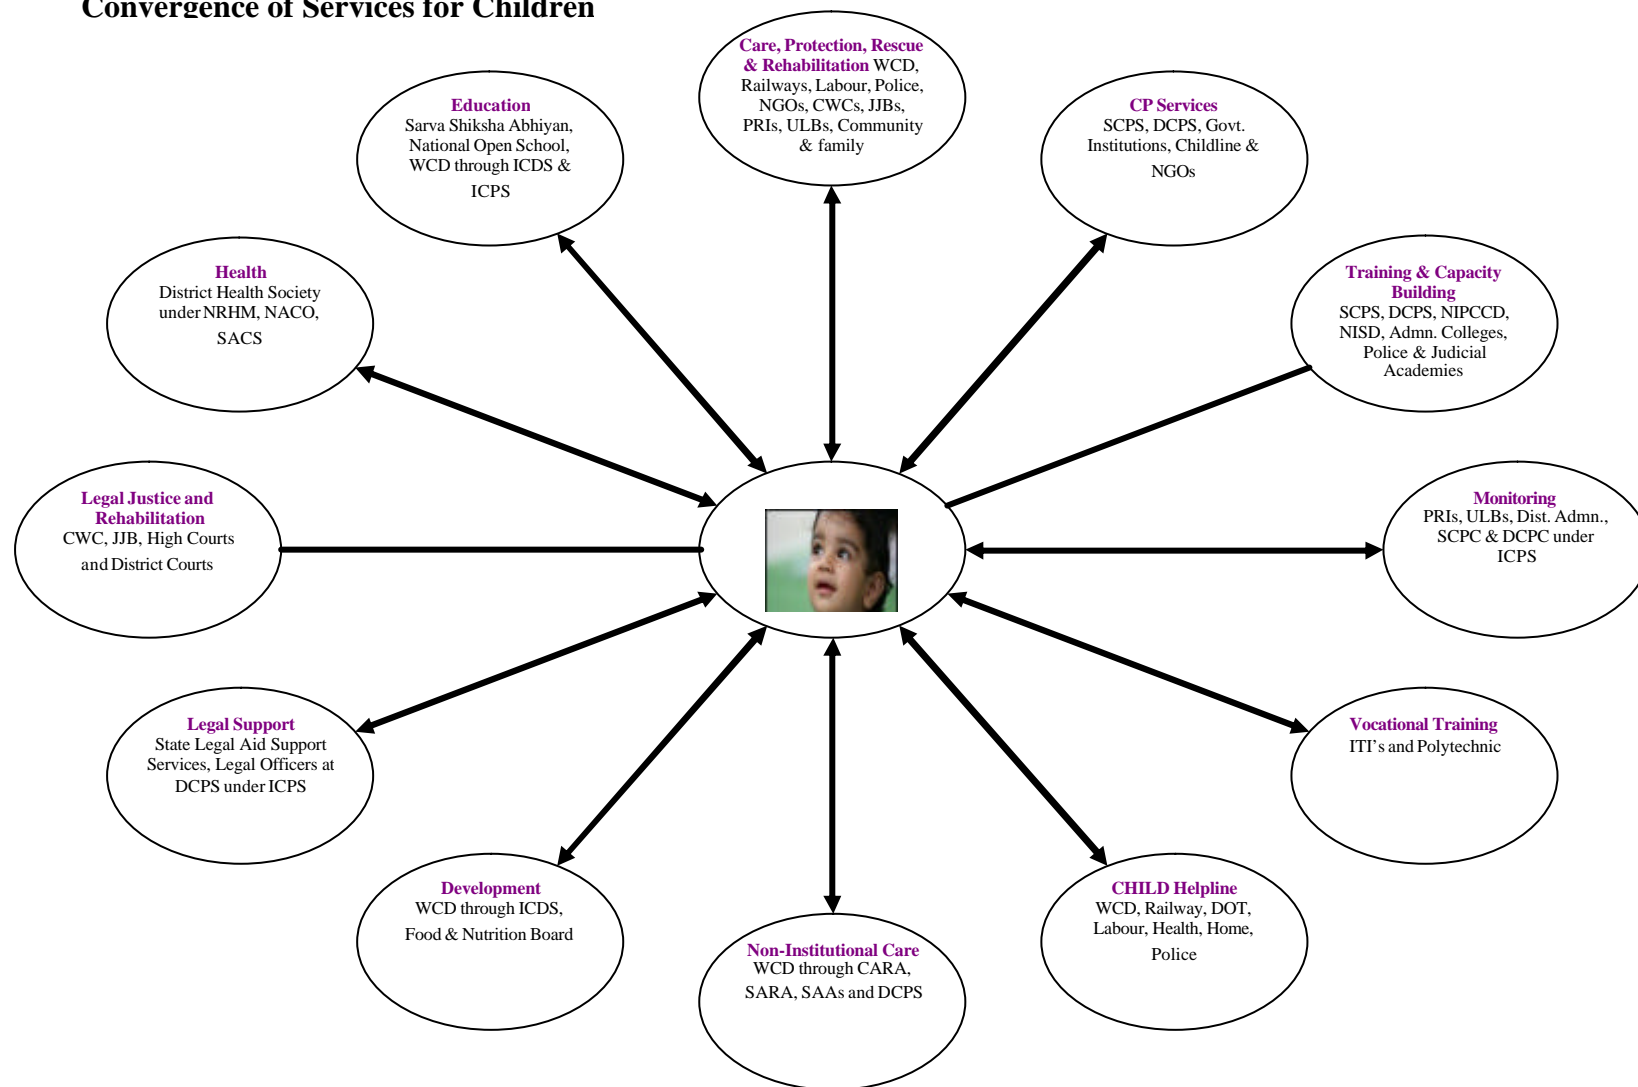 Convergence of Services for Children
Care, Protection, Rescue
& Rehabilitation WCD,
Railways, Labour, Police,
NGOs, CWCs, JJBs,
PRIs, ULBs, Community
& family
Education
Sarva Shiksha Abhiyan,
National Open School,
WCD through ICDS &
ICPS
CP Services
SCPS, DCPS, Govt.
Institutions, Childline &
NGOs
Health
District Health Society
under NRHM, NACO,
SACS
Training & Capacity
Building
SCPS, DCPS, NIPCCD,
NISD, Admn. Colleges,
Police & Judicial
Academies
Legal Justice and
Rehabilitation
CWC, JJB, High Courts
and District Courts
Monitoring
PRIs, ULBs, Dist. Admn.,
SCPC & DCPC under
ICPS
Legal Support
State Legal Aid Support
Services, Legal Officers at
DCPS under ICPS
Vocational Training
ITI's and Polytechnic
Development
WCD through ICDS,
Food & Nutrition Board
Non-Institutional Care
WCD through CARA,
SARA, SAAs and DCPS
CHILD Helpline
WCD, Railway, DOT,
Labour, Health, Home,
Police